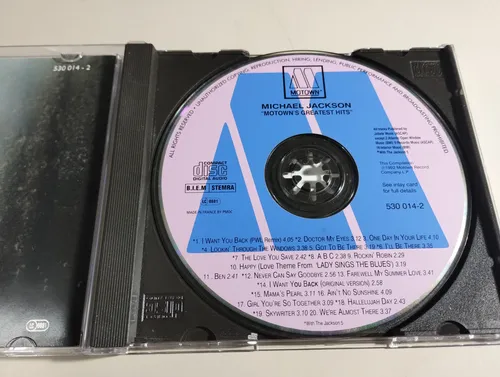 530 014-2
ALL RIGHTS RESERVED • UNAUTHORIZED COPYING, REPRODUCTION, HIRING, LENDING, PUBLIC PERFORMANCE AND BROADCASTING PROHIBITED
MOTOWN
MICHAEL JACKSON
"MOTOWN'S GREATEST HITS"
COMPACT
disc
DIGITAL AUDIO
B.I.E.M STEMRA
LC 0881
MADE IN FRANCE BY PMDC
See inlay card
for full details
530 014-2
*1. I WANT YOU BACK (PWL Remix) 4.05 *2. DOCTOR MY EYES 3.12 3. ONE DAY IN YOUR LIFE 4.10
*4. LOOKIN' THROUGH THE WINDOWS 3.38 5. GOT TO BE THERE 3.19 *6. I'LL BE THERE 3.38
*7. THE LOVE YOU SAVE 2.42 *8. A B C 2.38 9. ROCKIN' ROBIN 2.29
10. HAPPY (Love Theme From 'LADY SINGS THE BLUES') 3.19
11. BEN 2.41 *12. NEVER CAN SAY GOODBYE 2.56 13. FAREWELL MY SUMMER LOVE 3.41
*14. I WANT YOU BACK (ORIGINAL VERSION) 2.58
*15. MAMA'S PEARL 3.11 16. AIN'T NO SUNSHINE 4.09
17. GIRL YOU'RE SO TOGETHER 3.09 *18. HALLELUJAH DAY 2.43
*19. SKYWRITER 3.10 20. WE'RE ALMOST THERE 3.37
*With The Jackson 5